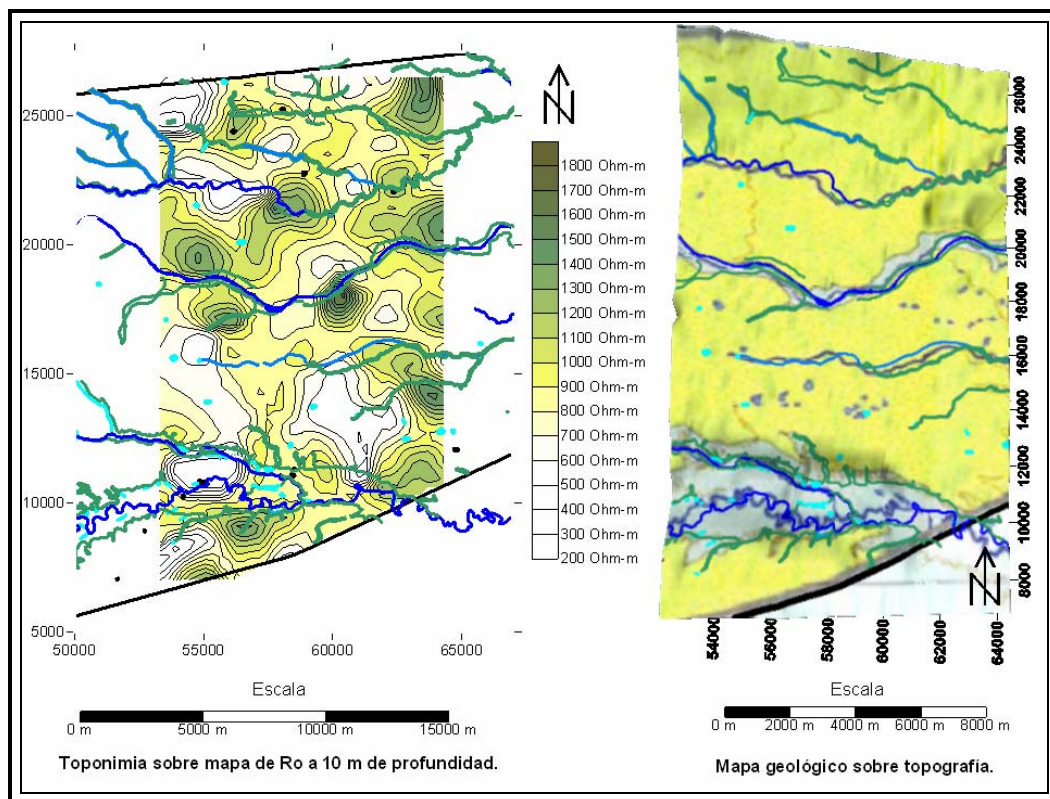 25000
20000
15000
10000
5000
50000
55000
60000
65000
N
1800 Ohm-m
1700 Ohm-m
1600 Ohm-m
1500 Ohm-m
1400 Ohm-m
1300 Ohm-m
1200 Ohm-m
1100 Ohm-m
1000 Ohm-m
900 Ohm-m
800 Ohm-m
700 Ohm-m
600 Ohm-m
500 Ohm-m
400 Ohm-m
300 Ohm-m
200 Ohm-m
Escala
0 m 5000 m 10000 m 15000 m
Toponimia sobre mapa de Ro a 10 m de profundidad.
26000
24000
22000
20000
18000
16000
14000
12000
10000
8000
N
54000
56000
58000
60000
62000
64000
Escala
0 m 2000 m 4000 m 6000 m 8000 m
Mapa geológico sobre topografía.